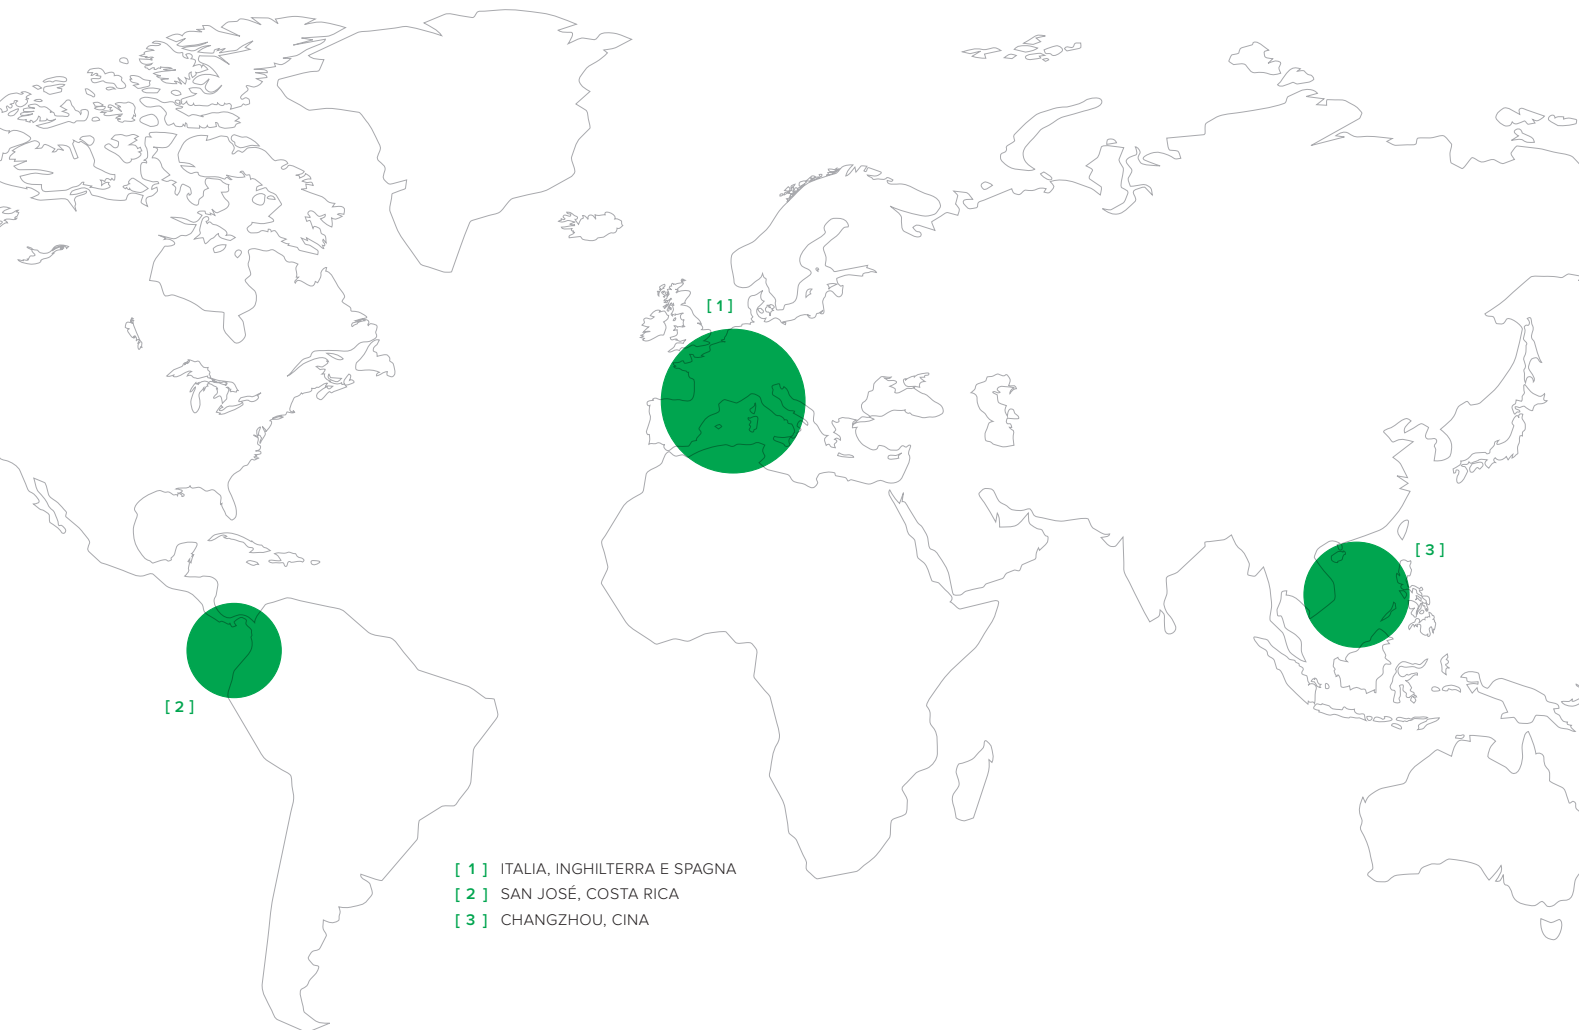 [ 1 ]
[ 3 ]
[ 2 ]
[ 1 ] ITALIA, INGHILTERRA E SPAGNA
[ 2 ] SAN JOSÉ, COSTA RICA
[ 3 ] CHANGZHOU, CINA